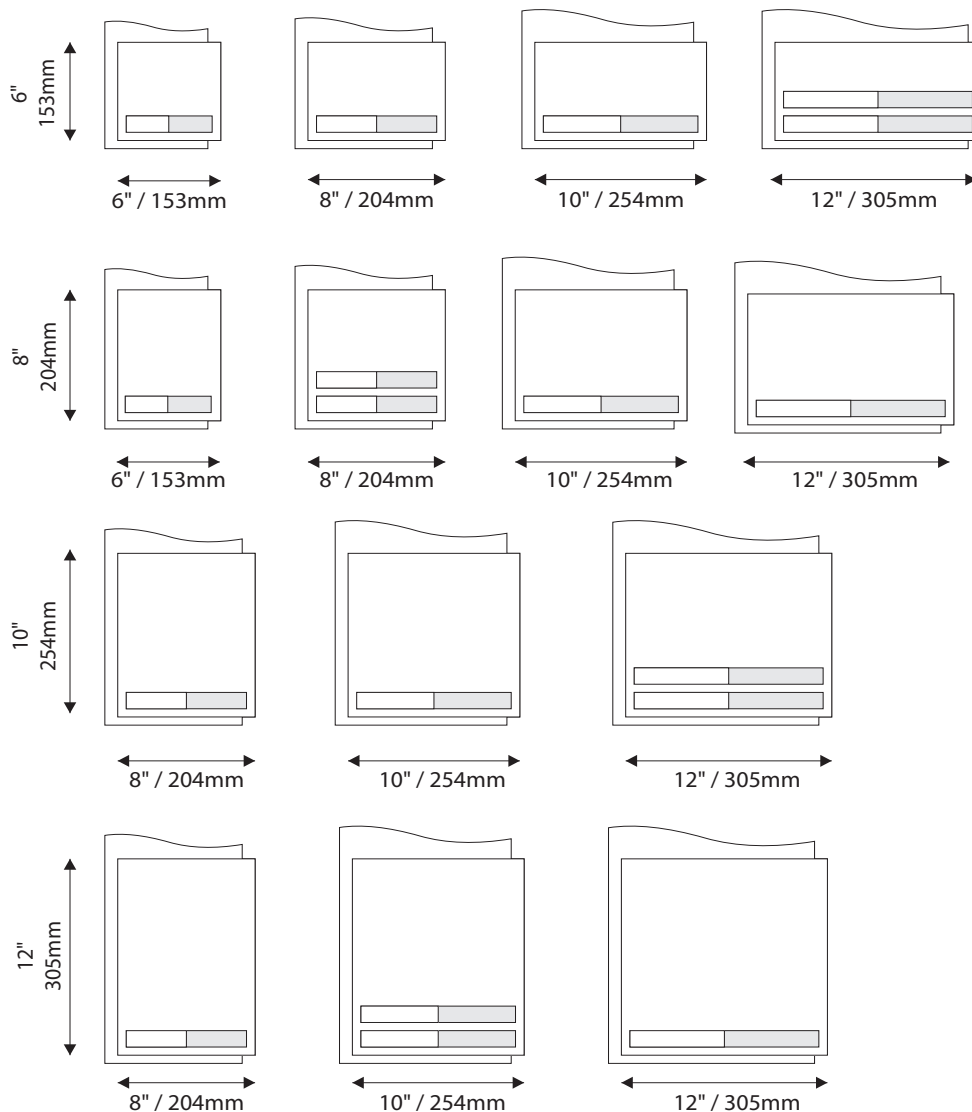 6"
153mm
6" / 153mm
8" / 204mm
10" / 254mm
12" / 305mm
8"
204mm
6" / 153mm
8" / 204mm
10" / 254mm
12" / 305mm
10"
254mm
8" / 204mm
10" / 254mm
12" / 305mm
12"
305mm
8" / 204mm
10" / 254mm
12" / 305mm